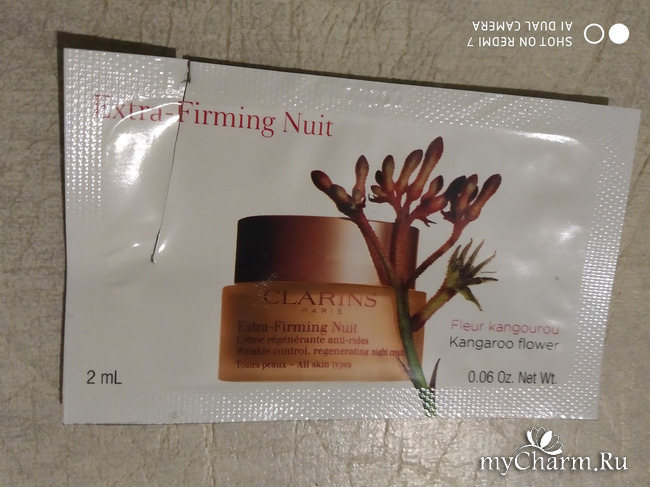 SHOT ON REDMI 7
AI DUAL CAMERA
Extra-Firming Nuit
CLARINS
PARIS
Extra-Firming Nuit
Crème régénérante anti-rides
Wrinkle control, regenerating night cream
Toutes peaux – All skin types
Fleur kangourou
Kangaroo flower
2 mL
0.06 Oz. Net Wt.
myCharm.Ru